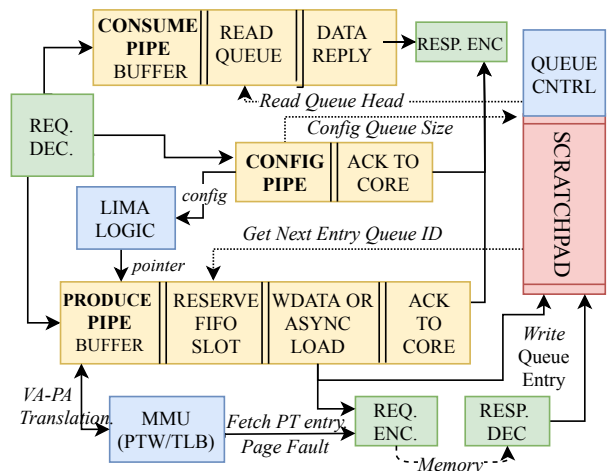 CONSUME
PIPE
BUFFER
READ
QUEUE
DATA
REPLY
RESP. ENC
QUEUE
CNTRL
Read Queue Head
Config Queue Size
REQ.
DEC.
CONFIG
PIPE
ACK TO
CORE
SCRATCHPAD
config
LIMA
LOGIC
Get Next Entry Queue ID
pointer
PRODUCE
PIPE
BUFFER
RESERVE
FIFO
SLOT
WDATA OR
ASYNC
LOAD
ACK
TO
CORE
Write
Queue
Entry
VA-PA
Translation.
MMU
(PTW/TLB)
Fetch PT entry
Page Fault
REQ.
ENC.
RESP.
DEC
Memory